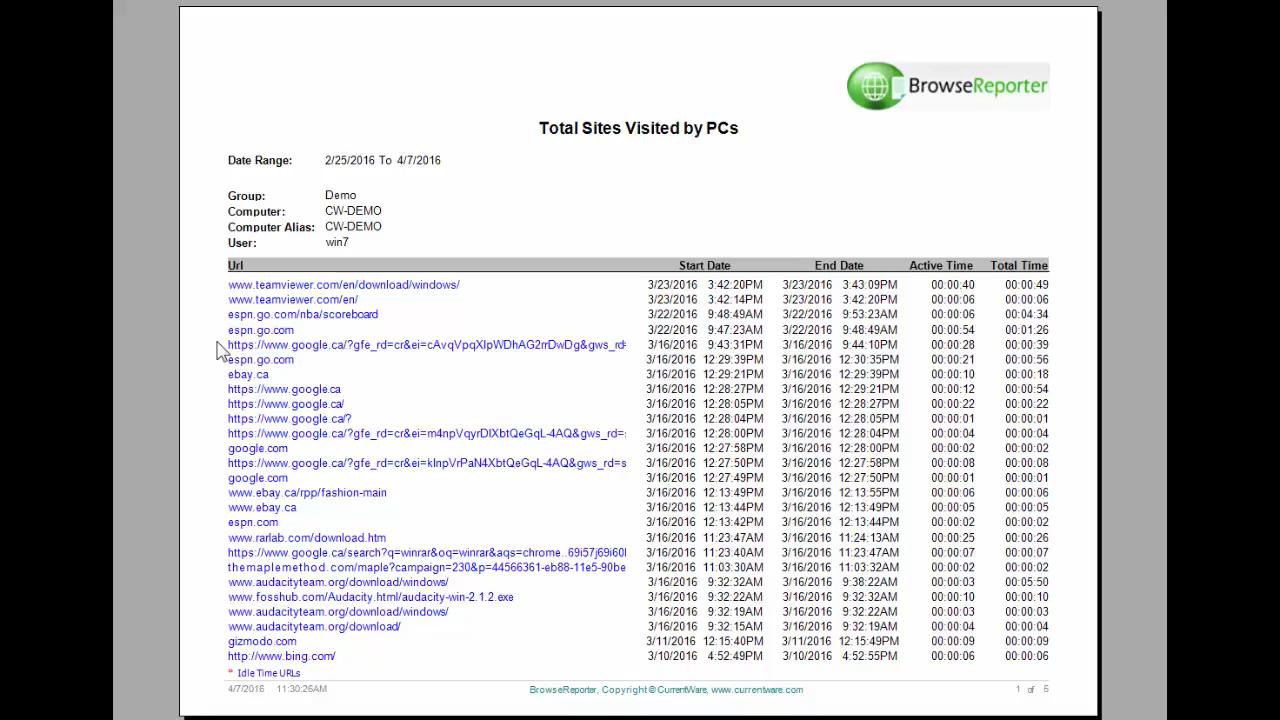 BrowseReporter
Total Sites Visited by PCs
Date Range: 2/25/2016 To 4/7/2016
Group: Demo
Computer: CW-DEMO
Computer Alias: CW-DEMO
User: win7
Url Start Date End Date Active Time Total Time
www.teamviewer.com/en/download/windows/ 3/23/2016 3:42:20PM 3/23/2016 3:43:09PM 00:00:40 00:00:49
www.teamviewer.com/en/ 3/23/2016 3:42:14PM 3/23/2016 3:42:20PM 00:00:06 00:00:06
espn.go.com/nba/scoreboard 3/22/2016 9:48:49AM 3/22/2016 9:53:23AM 00:00:06 00:04:34
espn.go.com 3/22/2016 9:47:23AM 3/22/2016 9:48:49AM 00:00:54 00:01:26
https://www.google.ca/?gfe_rd=cr&ei=cAvqVpqXIpWDhAG2rrDwDg&gws_rd= 3/16/2016 9:43:31PM 3/16/2016 9:44:10PM 00:00:28 00:00:39
espn.go.com 3/16/2016 12:29:39PM 3/16/2016 12:30:35PM 00:00:21 00:00:56
ebay.ca 3/16/2016 12:29:21PM 3/16/2016 12:29:39PM 00:00:10 00:00:18
https://www.google.ca 3/16/2016 12:28:27PM 3/16/2016 12:29:21PM 00:00:12 00:00:54
https://www.google.ca/ 3/16/2016 12:28:05PM 3/16/2016 12:28:27PM 00:00:22 00:00:22
https://www.google.ca/? 3/16/2016 12:28:04PM 3/16/2016 12:28:05PM 00:00:01 00:00:01
https://www.google.ca/?gfe_rd=cr&ei=m4npVqyrDIXbtQeGqL-4AQ&gws_rd=s 3/16/2016 12:28:00PM 3/16/2016 12:28:04PM 00:00:04 00:00:04
google.com 3/16/2016 12:27:58PM 3/16/2016 12:28:00PM 00:00:02 00:00:02
https://www.google.ca/?gfe_rd=cr&ei=kInpVrPaN4XbtQeGqL-4AQ&gws_rd=s 3/16/2016 12:27:50PM 3/16/2016 12:27:58PM 00:00:08 00:00:08
google.com 3/16/2016 12:27:49PM 3/16/2016 12:27:50PM 00:00:01 00:00:01
www.ebay.ca/rpp/fashion-main 3/16/2016 12:13:49PM 3/16/2016 12:13:55PM 00:00:06 00:00:06
www.ebay.ca 3/16/2016 12:13:44PM 3/16/2016 12:13:49PM 00:00:05 00:00:05
espn.com 3/16/2016 12:13:42PM 3/16/2016 12:13:44PM 00:00:02 00:00:02
www.rarlab.com/download.htm 3/16/2016 11:23:47AM 3/16/2016 11:24:13AM 00:00:25 00:00:26
https://www.google.ca/search?q=winrar&oq=winrar&aqs=chrome..69i57j69i60l 3/16/2016 11:23:40AM 3/16/2016 11:23:47AM 00:00:07 00:00:07
themaplemethod.com/maple?campaign=230&p=44566361-eb88-11e5-90be 3/16/2016 11:03:30AM 3/16/2016 11:03:32AM 00:00:02 00:00:02
www.audacityteam.org/download/windows/ 3/16/2016 9:32:32AM 3/16/2016 9:38:22AM 00:00:03 00:05:50
www.fosshub.com/Audacity.html/audacity-win-2.1.2.exe 3/16/2016 9:32:22AM 3/16/2016 9:32:32AM 00:00:10 00:00:10
www.audacityteam.org/download/windows/ 3/16/2016 9:32:19AM 3/16/2016 9:32:22AM 00:00:03 00:00:03
www.audacityteam.org/download/ 3/16/2016 9:32:15AM 3/16/2016 9:32:19AM 00:00:04 00:00:04
gizmodo.com 3/11/2016 12:15:40PM 3/11/2016 12:15:49PM 00:00:09 00:00:09
http://www.bing.com/ 3/10/2016 4:52:49PM 3/10/2016 4:52:55PM 00:00:06 00:00:06
* Idle Time URLs
4/7/2016 11:30:26AM BrowseReporter, Copyright © CurrentWare, www.currentware.com 1 of 5